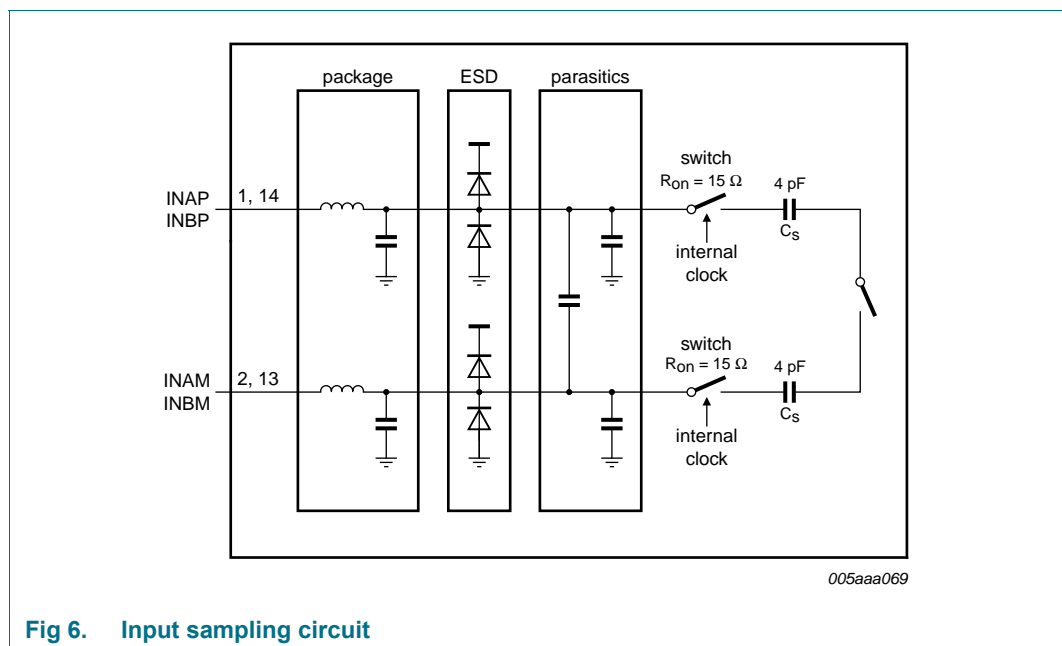 package
ESD
parasitics
switch
Ron = 15 Ω
4 pF
Cs
internal
clock
INAP
INBP
1, 14
switch
Ron = 15 Ω
4 pF
Cs
internal
clock
INAM
INBM
2, 13
005aaa069
Fig 6. Input sampling circuit